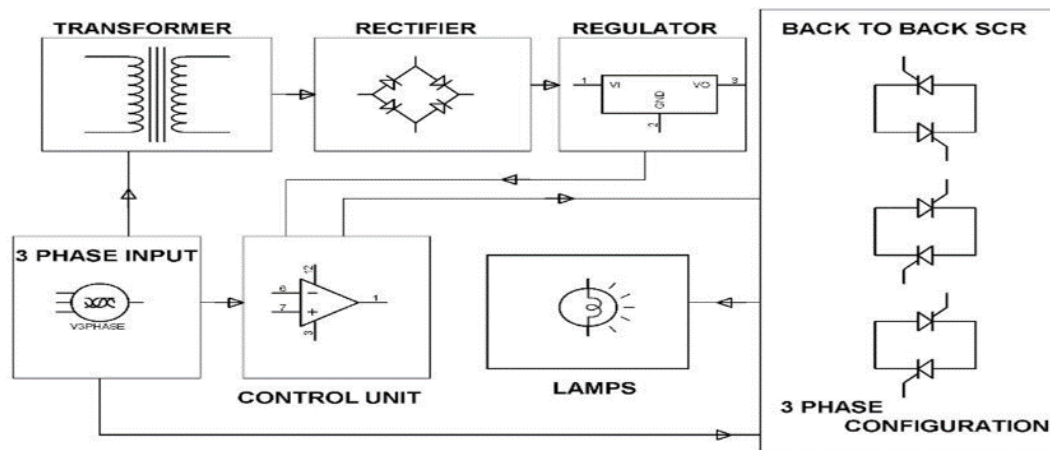 TRANSFORMER
RECTIFIER
REGULATOR
BACK TO BACK SCR
1
VI
VO
3
GND
2
3 PHASE INPUT
V3PHASE
12
6
7
1
3
CONTROL UNIT
LAMPS
3 PHASE
CONFIGURATION